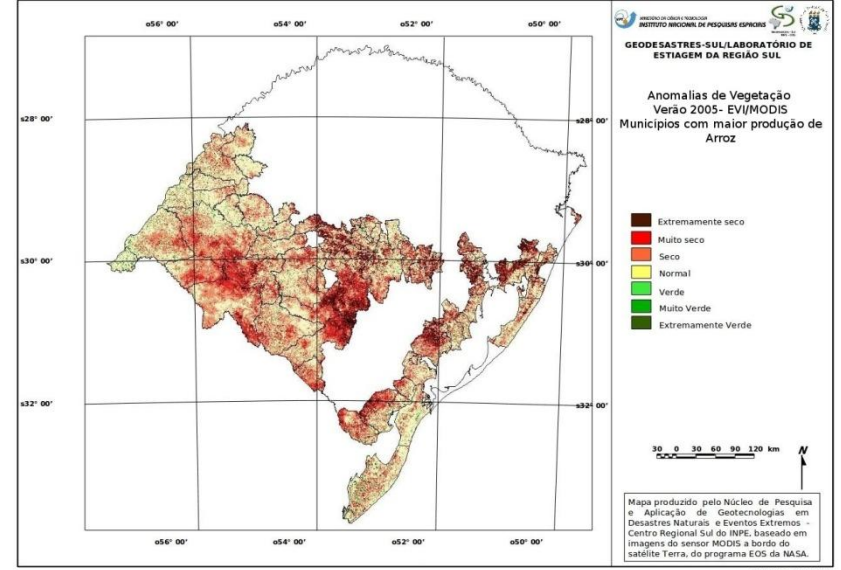 o56° 00' o54° 00' o52° 00' o50° 00'
s28° 00' s28° 00'
s30° 00' s30° 00'
s32° 00' s32° 00'
o56° 00' o54° 00' o52° 00' o50° 00'
MINISTÉRIO DA CIÊNCIA E TECNOLOGIA
INSTITUTO NACIONAL DE PESQUISAS ESPACIAIS
GEODESASTRES-SUL/LABORATÓRIO DE
ESTIAGEM DA REGIÃO SUL
Anomalias de Vegetação
Verão 2005- EVI/MODIS
Municipios com maior produção de
Arroz
Extremamente seco
Muito seco
Seco
Normal
Verde
Muito Verde
Extremamente Verde
30 0 30 60 90 120 km
N
Mapa produzido pelo Núcleo de Pesquisa
e Aplicação de Geotecnologias em
Desastres Naturais e Eventos Extremos -
Centro Regional Sul do INPE, baseado em
imagens do sensor MODIS a bordo do
satélite Terra, do programa EOS da NASA.